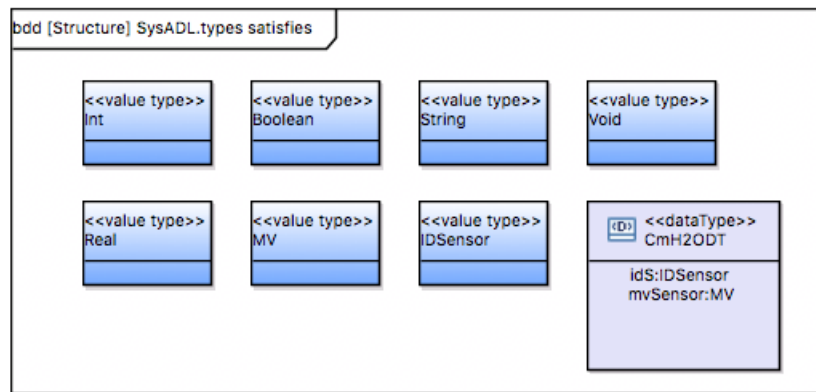 bdd [Structure] SysADL.types satisfies
<<value type>>
Int
<<value type>>
Boolean
<<value type>>
String
<<value type>>
Void
<<value type>>
Real
<<value type>>
MV
<<value type>>
IDSensor
<D> <<dataType>>
CmH2ODT
idS:IDSensor
mvSensor:MV